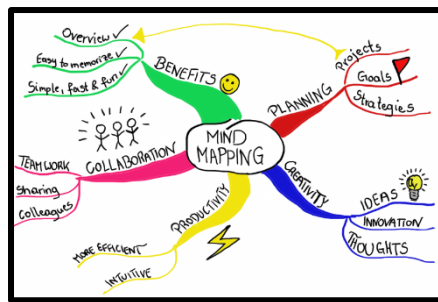 MIND
MAPPING
BENEFITS
Overview
Easy to memorize
Simple, fast & fun
PLANNING
Projects
Goals
Strategies
COLLABORATION
TEAMWORK
Sharing
Colleagues
PRODUCTIVITY
MORE EFFICIENT
INTUITIVE
CREATIVITY
IDEAS
INNOVATION
THOUGHTS